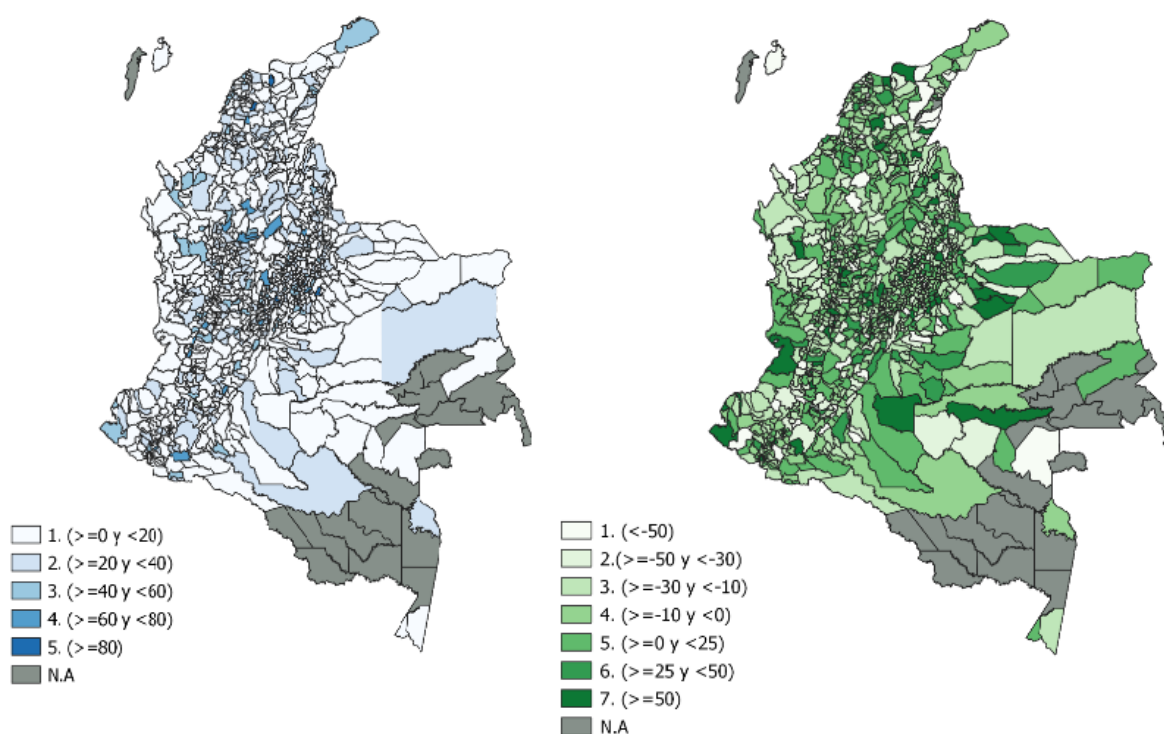 1. (>=0 y <20)
2. (>=20 y <40)
3. (>=40 y <60)
4. (>=60 y <80)
5. (>=80)
N.A
1. (<-50)
2.(>=-50 y <-30)
3. (>=-30 y <-10)
4. (>=-10 y <0)
5. (>=0 y <25)
6. (>=25 y <50)
7. (>=50)
N.A